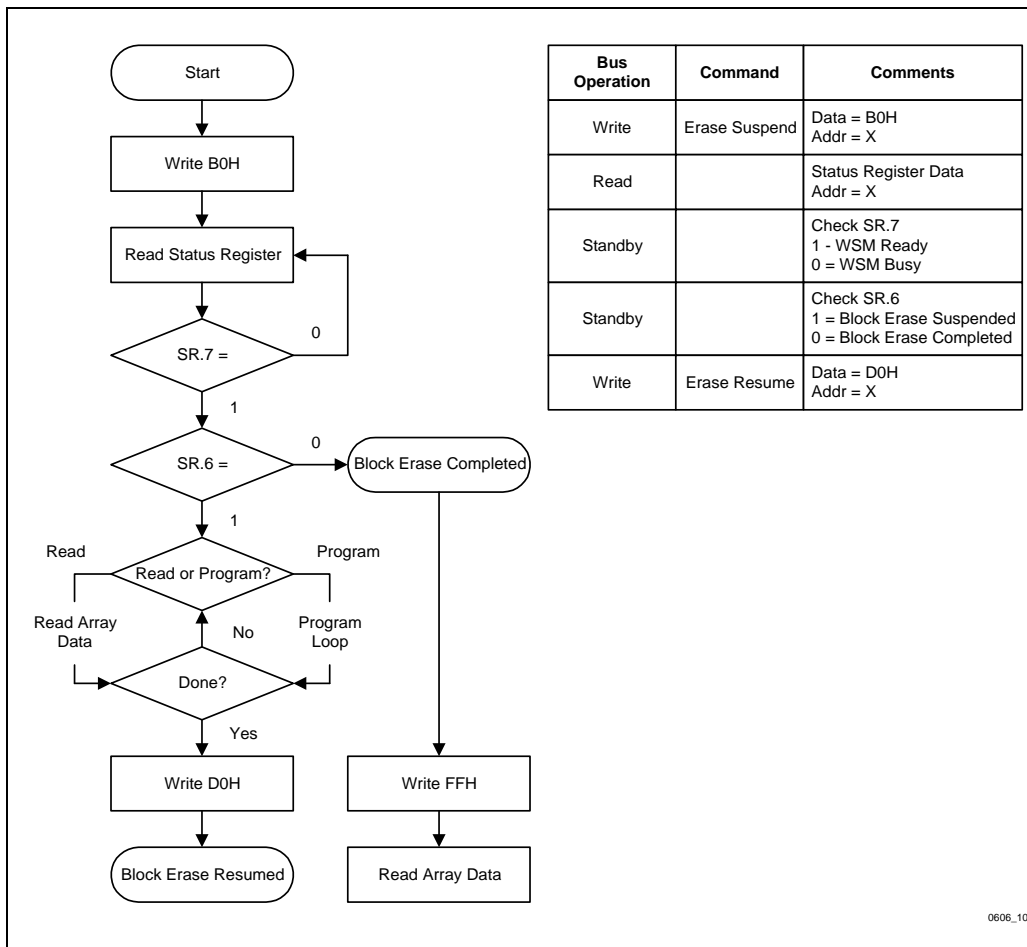 Start
Write B0H
Read Status Register
0
SR.7 =
1
0
SR.6 =
Block Erase Completed
1
Read
Program
Read or Program?
Read Array
Data
Program
Loop
No
Done?
Yes
Write D0H
Write FFH
Block Erase Resumed
Read Array Data
Bus
Operation
Command
Comments
Write
Erase Suspend
Data = B0H
Addr = X
Read
Status Register Data
Addr = X
Standby
Check SR.7
1 - WSM Ready
0 = WSM Busy
Standby
Check SR.6
1 = Block Erase Suspended
0 = Block Erase Completed
Write
Erase Resume
Data = D0H
Addr = X
0606_10